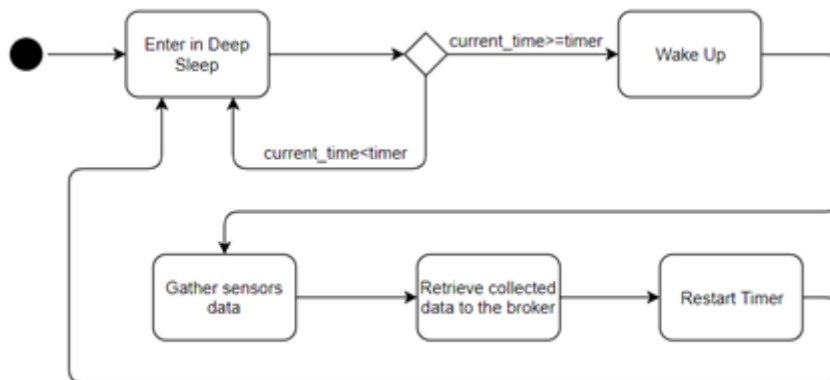 Enter in Deep
Sleep
current_time>=timer
Wake Up
current_time<timer
Gather sensors
data
Retrieve collected
data to the broker
Restart Timer